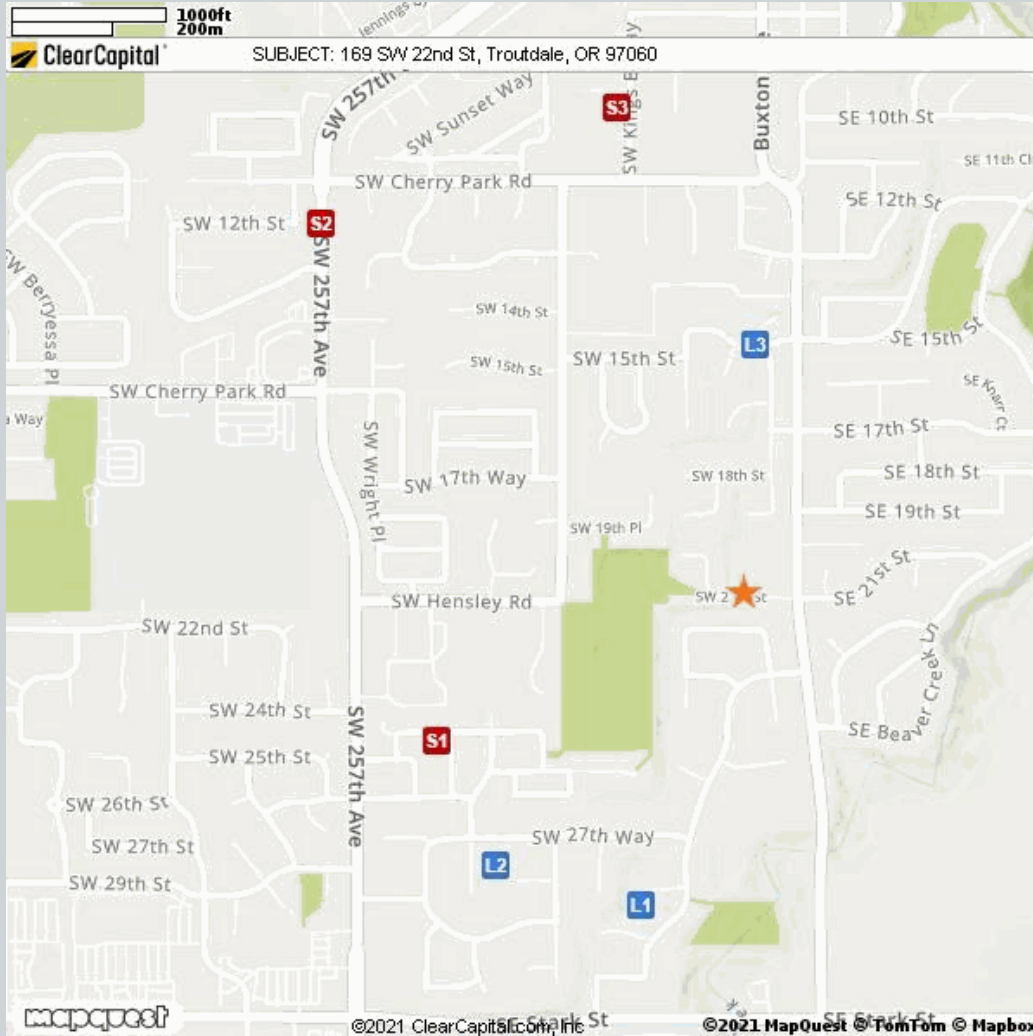 1000ft
200m
ClearCapital
SUBJECT: 169 SW 22nd St, Troutdale, OR 97060
Jennings
SW 257th
SW Sunset Way
S3
SW Kings
Buxton
SE 10th St
SE 11th Cl
SW Cherry Park Rd
SE 12th St
SW 12th St
S2
SW Berryessa Pl
SW 257th Ave
SW 14th St
L3
SE 15th St
SW 15th St
SW 15th St
SE Knarr Ct
SW Cherry Park Rd
a Way
SW Wright Pl
SE 17th St
SW 17th Way
SW 18th St
SE 18th St
SE 19th St
SW 19th Pl
SE 21st St
SW Hensley Rd
SW 2 st
SW 22nd St
SE Beaver Creek Ln
SW 24th St
SW 257th Ave
S1
SW 25th St
SW 26th St
SW 27th St
SW 27th Way
L2
SW 29th St
L1
mapquest
©2021 ClearCapital.com, Inc
SE Stark St
©2021 MapQuest © TomTom © Mapbox
SE Stark St